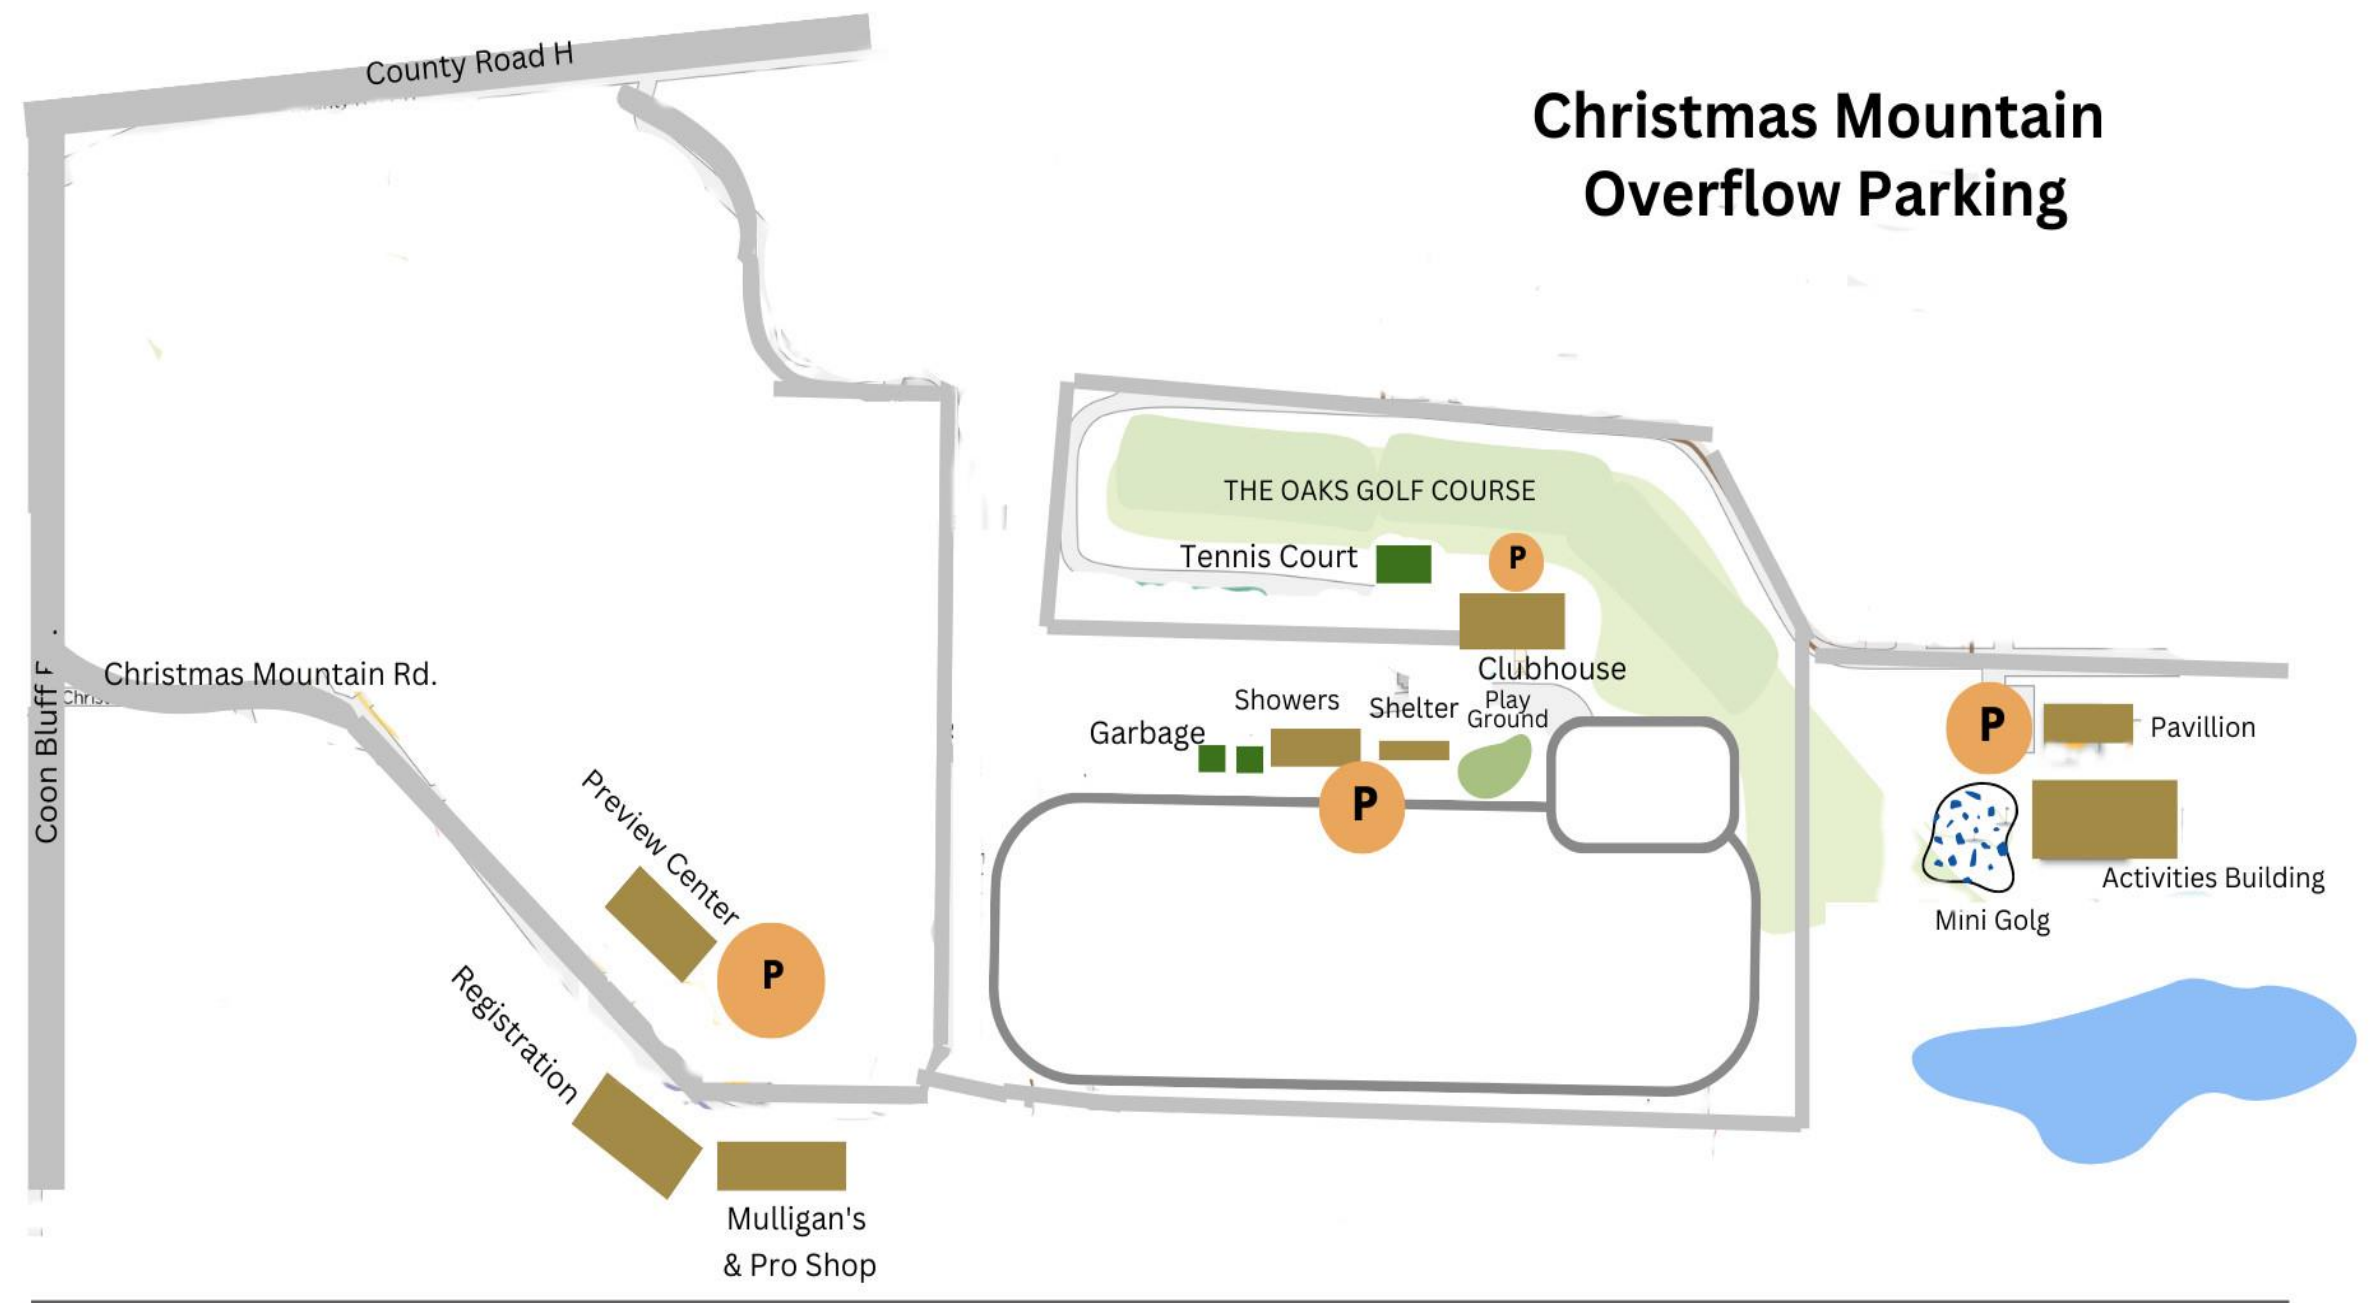 County Road H
Christmas Mountain
Overflow Parking
THE OAKS GOLF COURSE
Tennis Court
P
Clubhouse
Christmas Mountain Rd.
Chris
Coon Bluff
Showers
Shelter
Play
Ground
Garbage
P
P
Pavillion
Activities Building
Mini Golg
Preview Center
P
Registration
Mulligan's
& Pro Shop